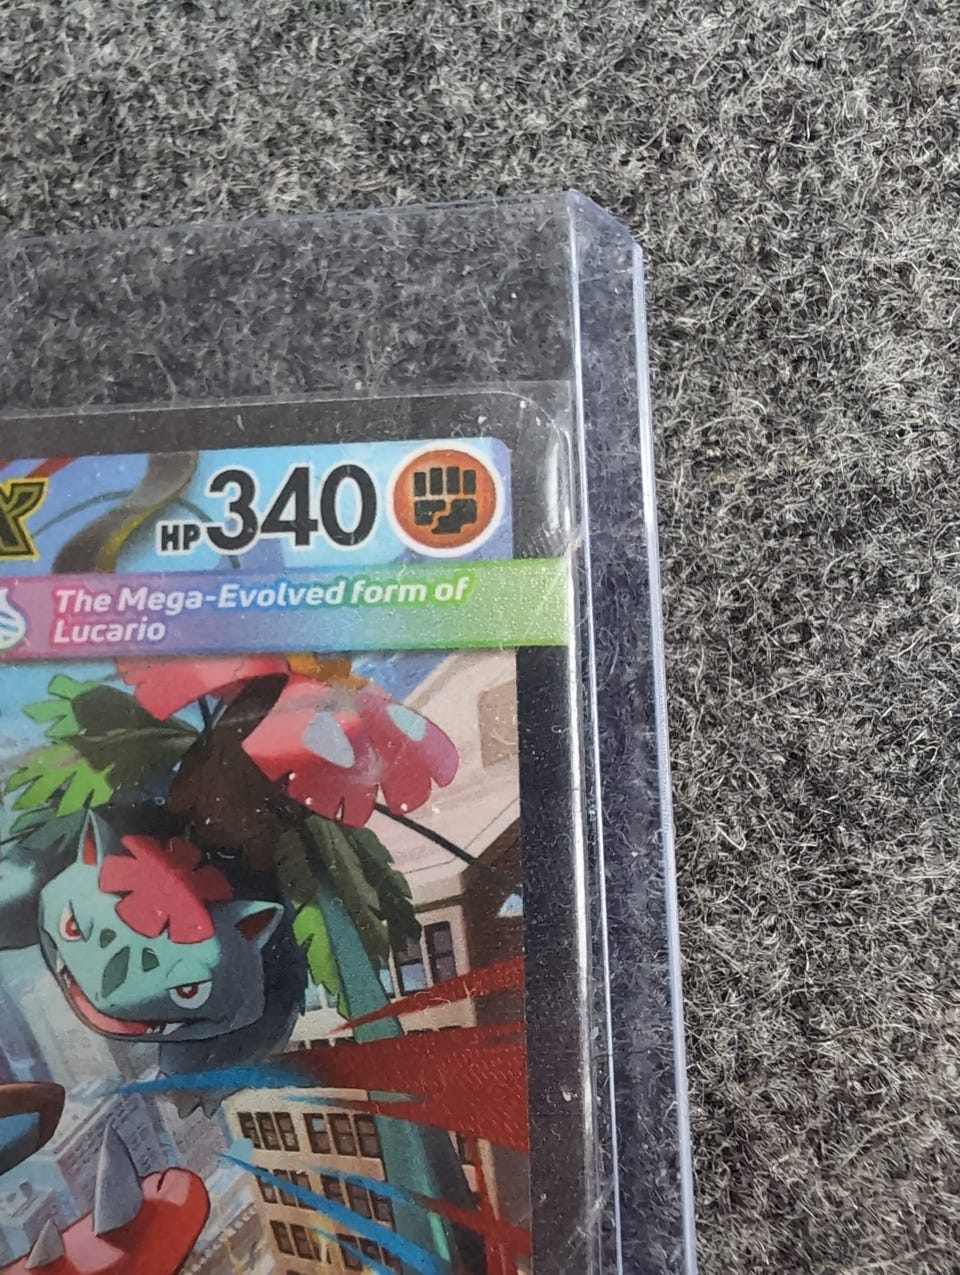 HP340
The Mega-Evolved form of
Lucario